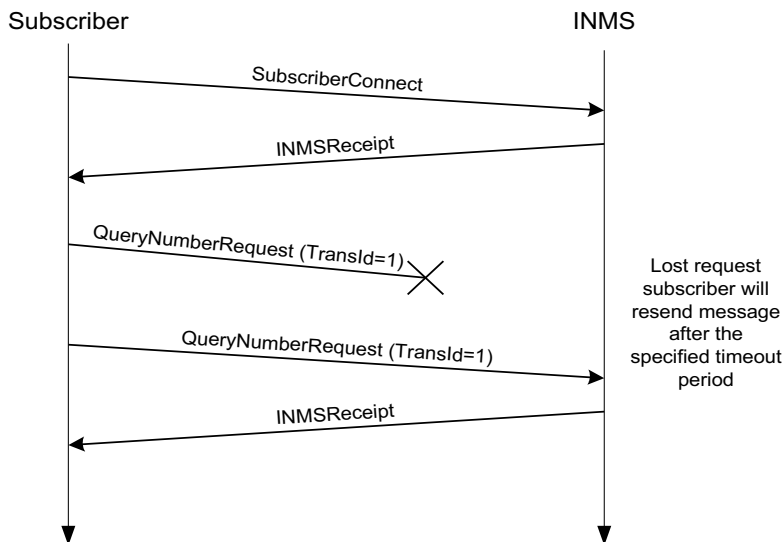 Subscriber
INMS
SubscriberConnect
INMSReceipt
QueryNumberRequest (TransId=1)
Lost request
subscriber will
resend message
after the
specified timeout
period
QueryNumberRequest (TransId=1)
INMSReceipt